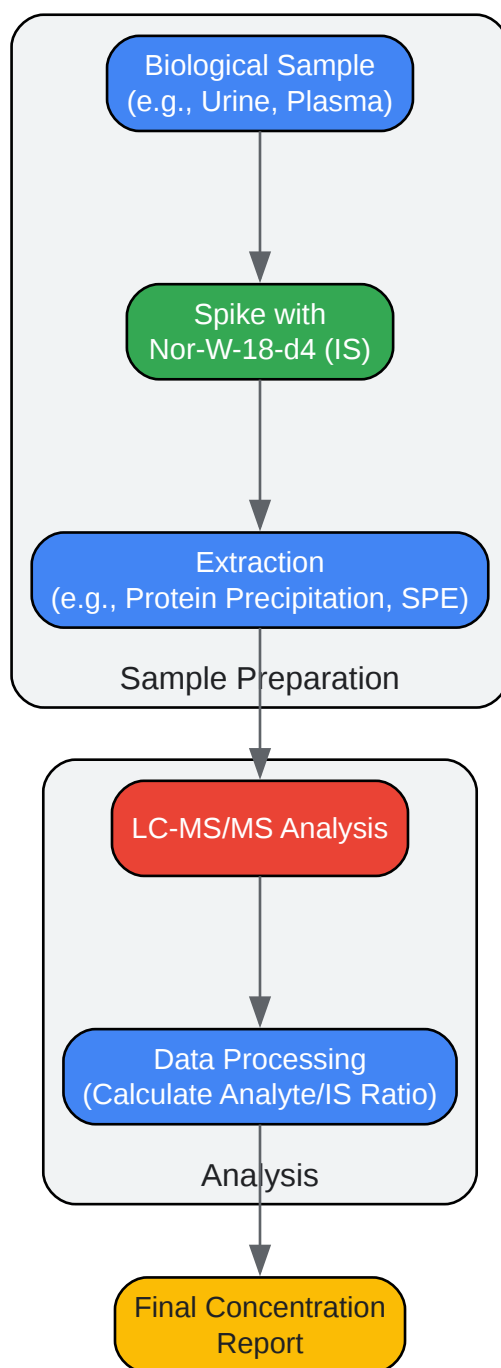 Biological Sample
(e.g., Urine, Plasma)
Spike with
Nor-W-18-d4 (IS)
Extraction
(e.g., Protein Precipitation, SPE)
Sample Preparation
LC-MS/MS Analysis
Data Processing
(Calculate Analyte/IS Ratio)
Analysis
Final Concentration
Report